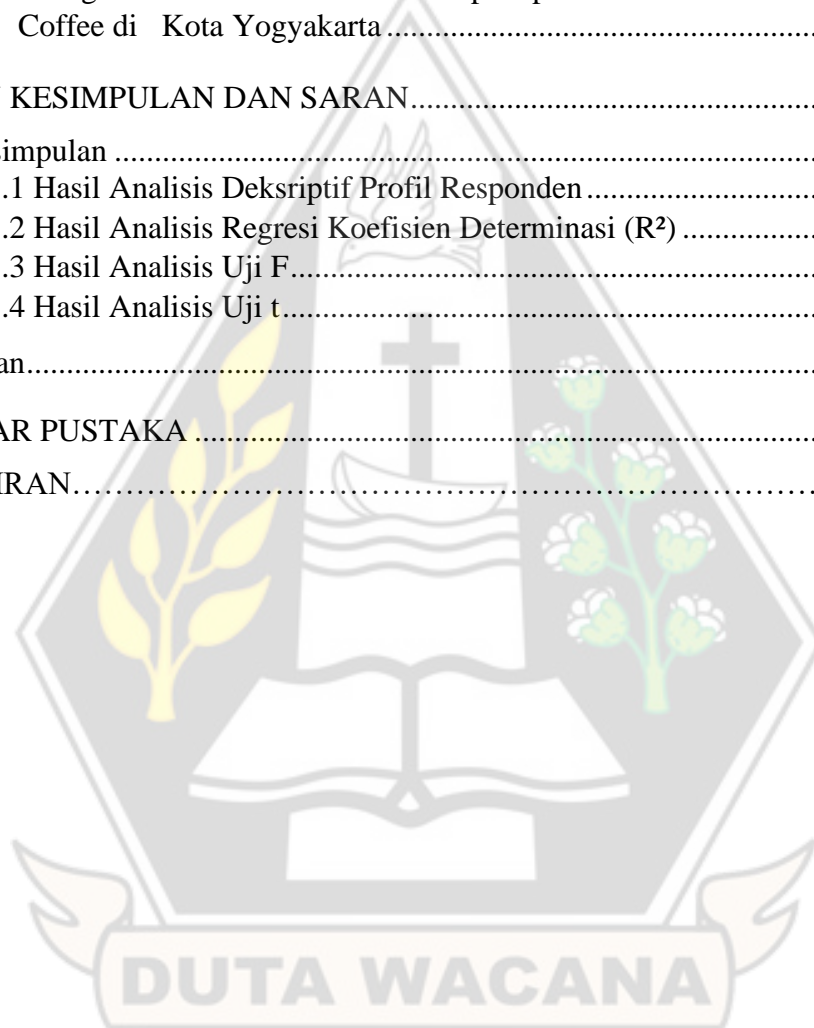 Coffee di Kota Yogyakarta ........................................................
KESIMPULAN DAN SARAN....................................................
simpulan ...........................................................................................
.1 Hasil Analisis Deksriptif Profil Responden ..............................
.2 Hasil Analisis Regresi Koefisien Determinasi (R²) ..................
.3 Hasil Analisis Uji F....................................................................
.4 Hasil Analisis Uji t.....................................................................
an.......................................................................................................
AR PUSTAKA ..................................................................................
IRAN……………………………………………………………………
DUTA WACANA